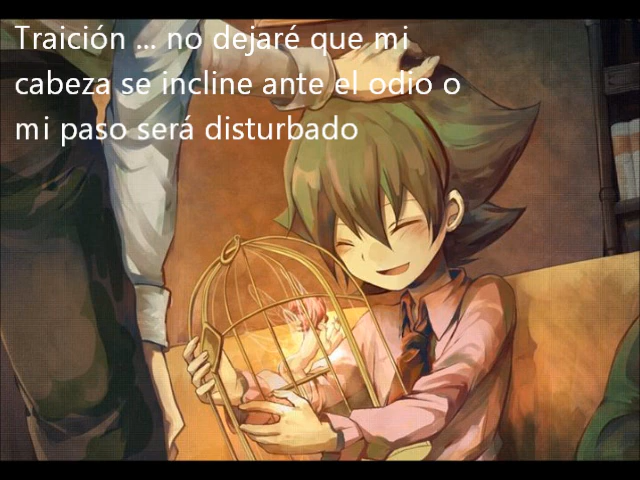 Traición ... no dejaré que mi
cabeza se incline ante el odio o
mi paso será disturbado